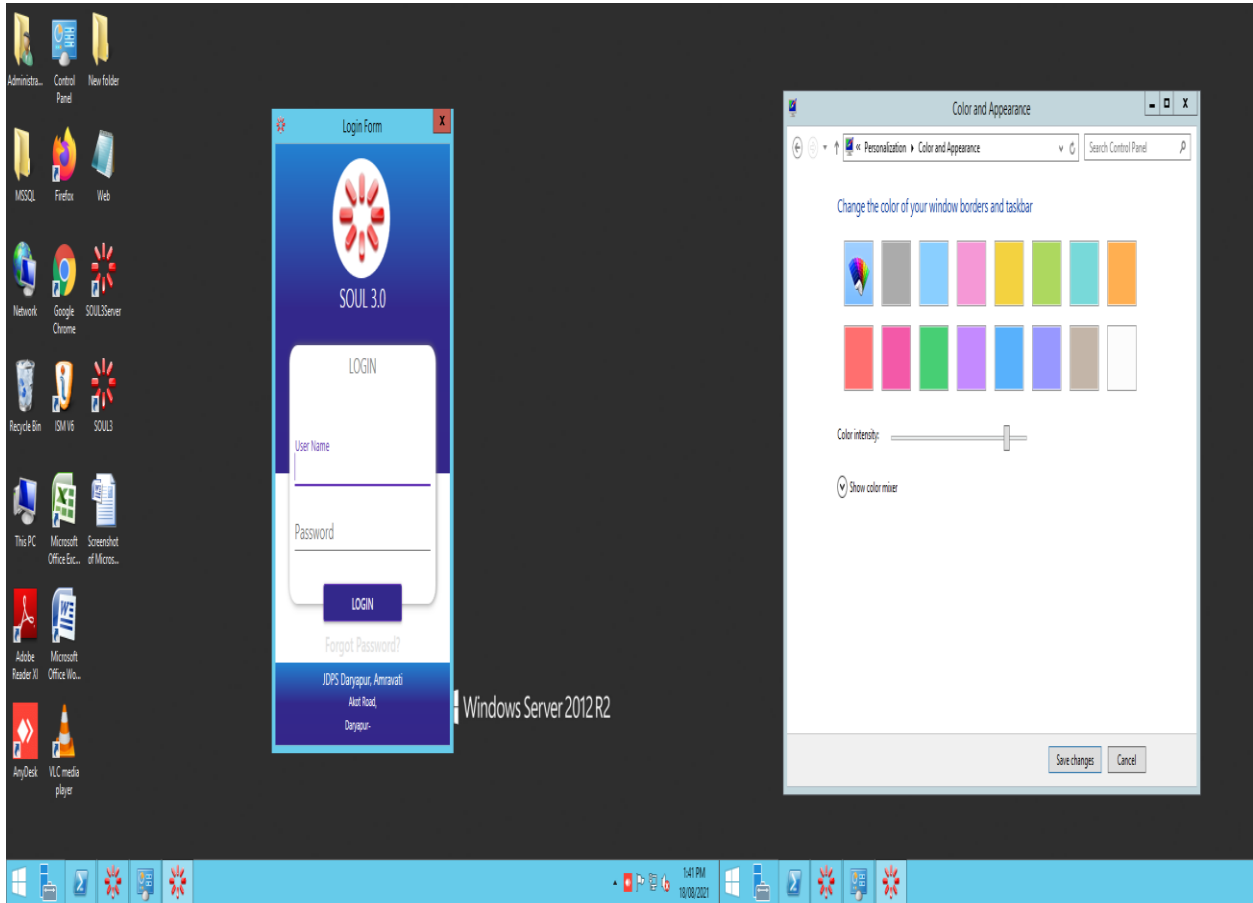 Administra...
Control
Panel
New folder
MSSQL
Firefox
Web
Network
Google
Chrome
SOUL3Server
Recycle Bin
ISM V6
SOUL3
This PC
Microsoft
Office Exc...
Screenshot
of Micros...
Adobe
Reader XI
Microsoft
Office Wo...
AnyDesk
VLC media
player
Login Form
X
SOUL 3.0
LOGIN
User Name
Password
LOGIN
Forgot Password?
JDPS Daryapur, Amravati
Akot Road,
Daryapur-
Windows Server 2012 R2
Color and Appearance
X
« Personalization Color and Appearance
Search Control Panel
Change the color of your window borders and taskbar
Color intensity:
Show color mixer
Save changes
Cancel
1:41 PM
18/08/2021